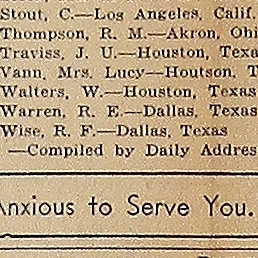 Stout, C.—Los Angeles, Calif.
Thompson, R. M.—Akron, Ohi
Traviss, J. U.—Houston, Texa
Vann, Mrs. Lucy—Houtson, T
Walters, W.—Houston, Texas
Warren, R. E.—Dallas, Texas
Wise, R. F.—Dallas, Texas
—Compiled by Daily Addres
Anxious to Serve You.